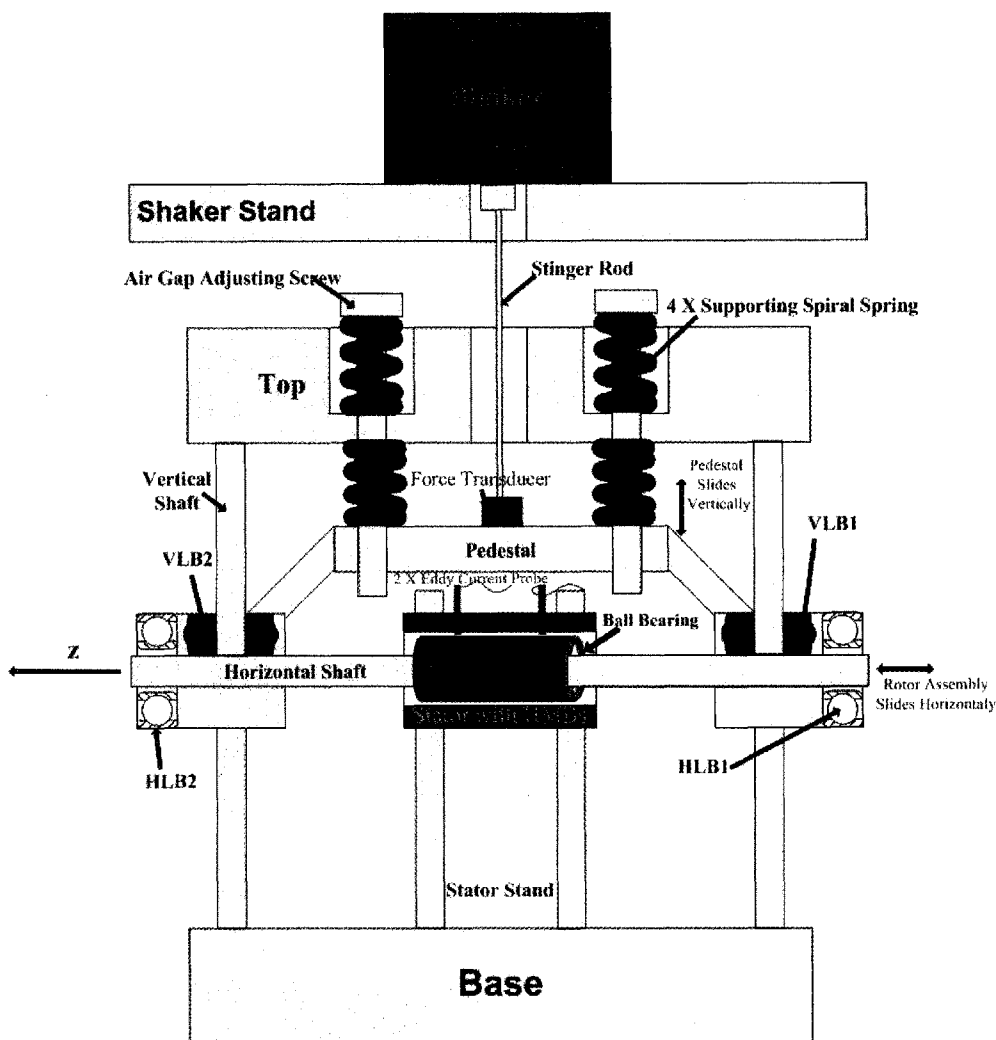 Shaker
Shaker Stand
Air Gap Adjusting Screw
Stinger Rod
4 X Supporting Spiral Spring
Top
Vertical
Shaft
Force Transducer
Pedestal
Slides
Vertically
VLB2
Pedestal
VLB1
2 X Eddy Current Probe
Ball Bearing
Z
Horizontal Shaft
Rotor Assembly
Slides Horizontaly
HLB2
HLB1
Stator Stand
Base